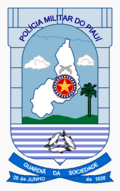 POLÍCIA MILITAR DO PIAUÍ
GUARDIÃ DA SOCIEDADE
25 de JUNHO de 1835